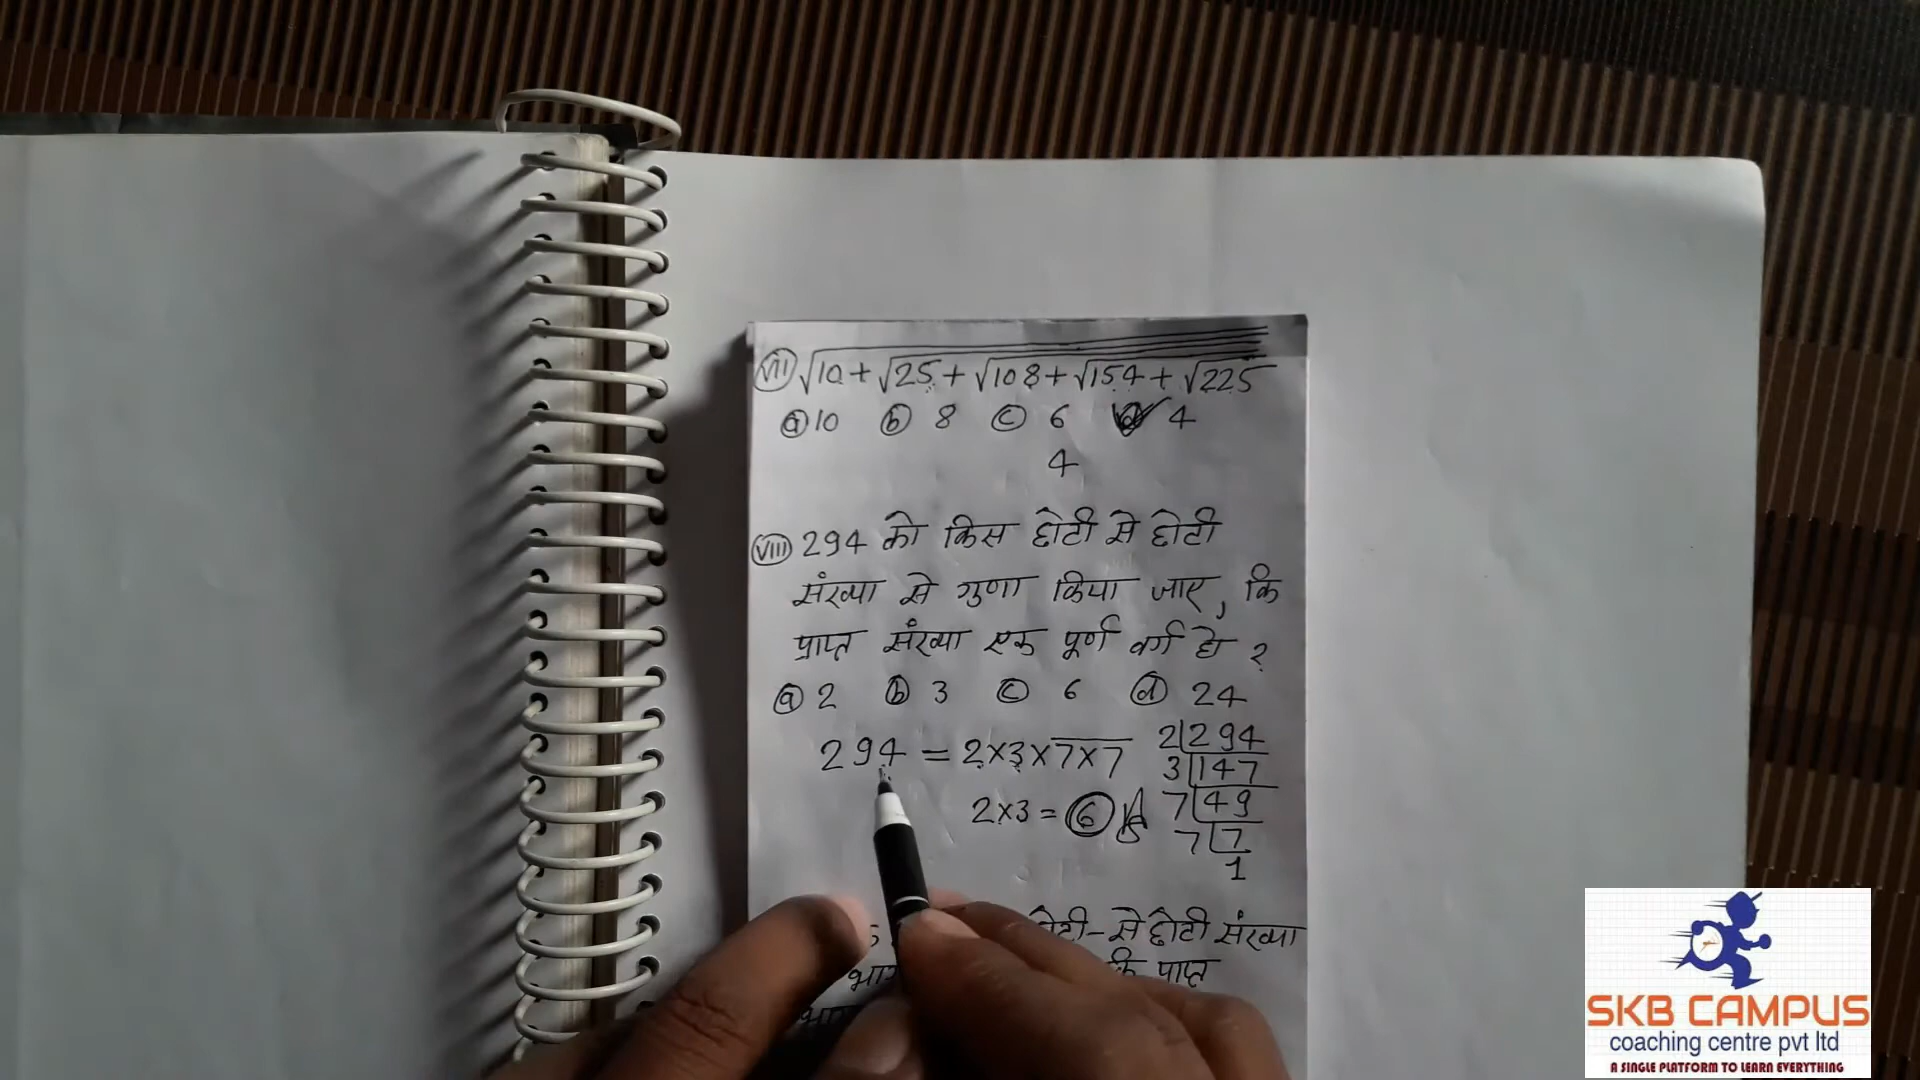 (VII) √10+√25+√108+√154+√225
(a) 10 (b) 8 (c) 6 (d) 4
4
(VIII) 294 को किस छोटी से छोटी
संख्या से गुणा किया जाए, कि
प्राप्त संख्या एक पूर्ण वर्ग हो ?
(a) 2 (b) 3 (c) 6 (d) 24
294 = 2×3×7×7
2×3 = 6
2|294
3|147
7|49
7|7
1
छोटी-से छोटी संख्या
कि प्राप्त
SKB CAMPUS
coaching centre pvt ltd
A SINGLE PLATFORM TO LEARN EVERYTHING